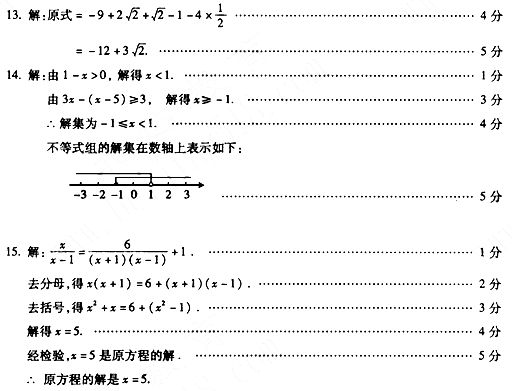 13. 解:原式 = -9+2√2+√2-1-4×1/2 …… 4 分
= -12+3√2. …… 5 分
14. 解:由 1-x>0, 解得 x<1. …… 1 分
由 3x-(x-5)≥3, 解得 x≥-1. …… 3 分
∴ 解集为 -1≤x<1. …… 4 分
不等式组的解集在数轴上表示如下:
-3 -2 -1 0 1 2 3 …… 5 分
15. 解: x/(x-1) = 6/((x+1)(x-1)) +1. …… 1 分
去分母,得 x(x+1)=6+(x+1)(x-1). …… 2 分
去括号,得 x²+x=6+(x²-1). …… 3 分
解得 x=5. …… 4 分
经检验,x=5 是原方程的解. …… 5 分
∴ 原方程的解是 x=5.